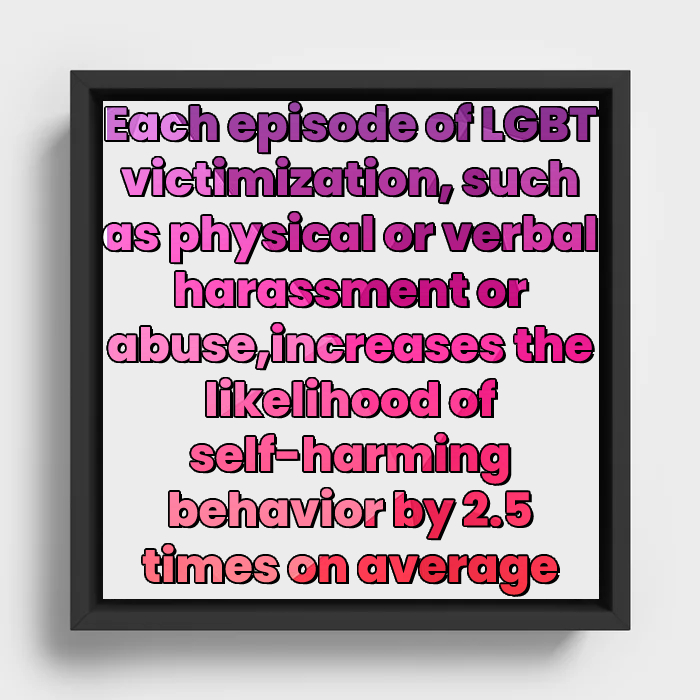 Each episode of LGBT
victimization, such
as physical or verbal
harassment or
abuse,increases the
likelihood of
self-harming
behavior by 2.5
times on average